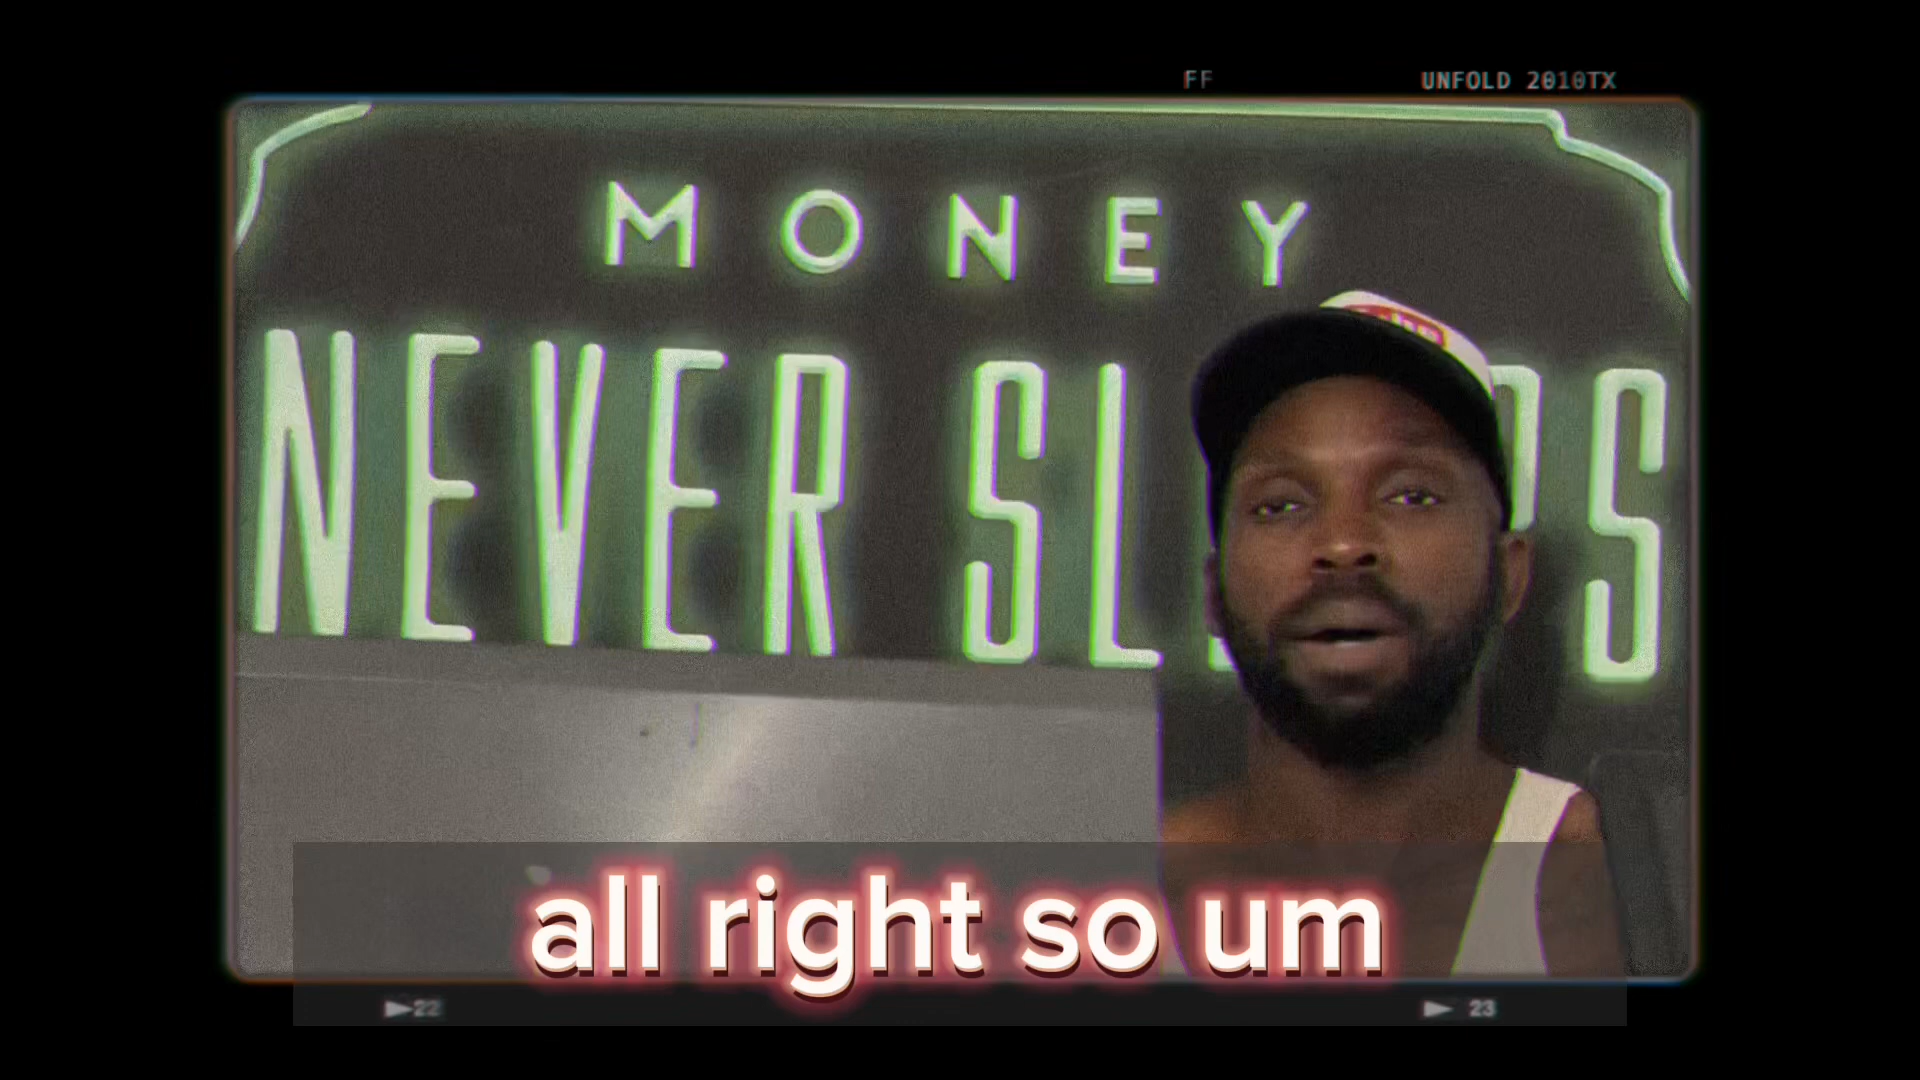 FF UNFOLD 2010TX
MONEY
NEVER SL S
all right so um
22 23